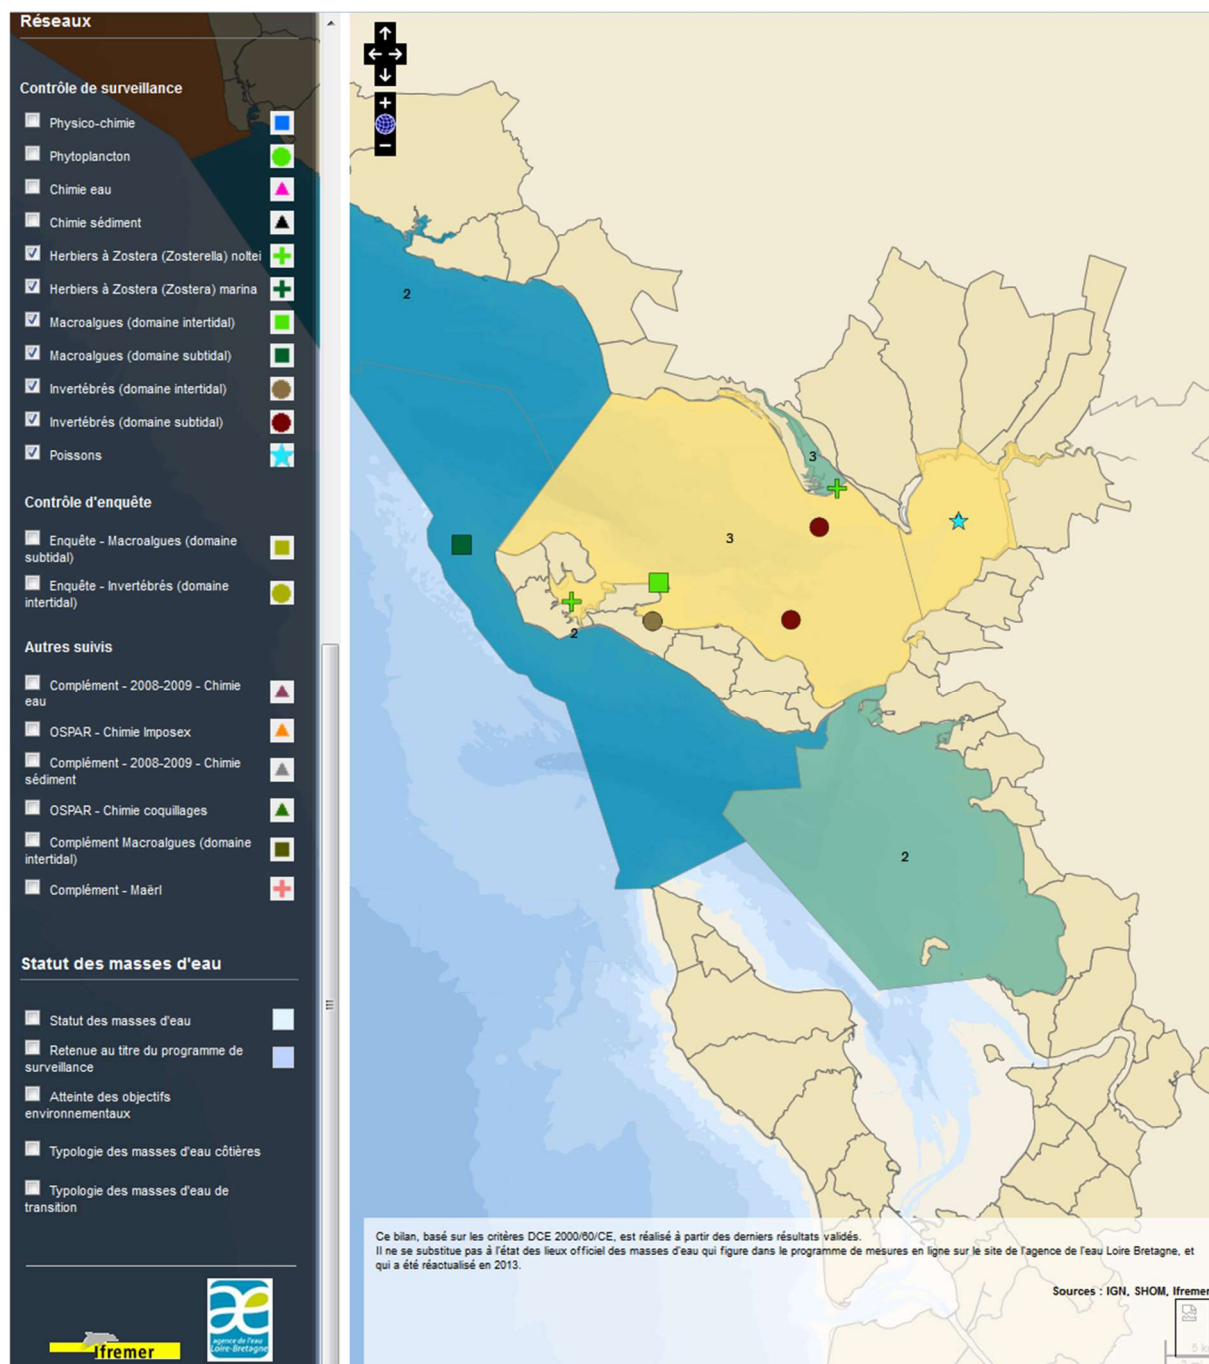 Réseaux
Contrôle de surveillance
Physico-chimie
Phytoplancton
Chimie eau
Chimie sédiment
Herbiers à Zostera (Zosterella) noltei
Herbiers à Zostera (Zostera) marina
Macroalgues (domaine intertidal)
Macroalgues (domaine subtidal)
Invertébrés (domaine intertidal)
Invertébrés (domaine subtidal)
Poissons
Contrôle d'enquête
Enquête - Macroalgues (domaine
subtidal)
Enquête - Invertébrés (domaine
intertidal)
Autres suivis
Complément - 2008-2009 - Chimie
eau
OSPAR - Chimie Imposex
Complément - 2008-2009 - Chimie
sédiment
OSPAR - Chimie coquillages
Complément Macroalgues (domaine
intertidal)
Complément - Maërl
Statut des masses d'eau
Statut des masses d'eau
Retenue au titre du programme de
surveillance
Atteinte des objectifs
environnementaux
Typologie des masses d'eau côtières
Typologie des masses d'eau de
transition
Ifremer
agence de l'eau
Loire-Bretagne
2
3
3
2
2
Ce bilan, basé sur les critères DCE 2000/60/CE, est réalisé à partir des derniers résultats validés.
Il ne se substitue pas à l'état des lieux officiel des masses d'eau qui figure dans le programme de mesures en ligne sur le site de l'agence de l'eau Loire Bretagne, et
qui a été réactualisé en 2013.
Sources : IGN, SHOM, Ifremer